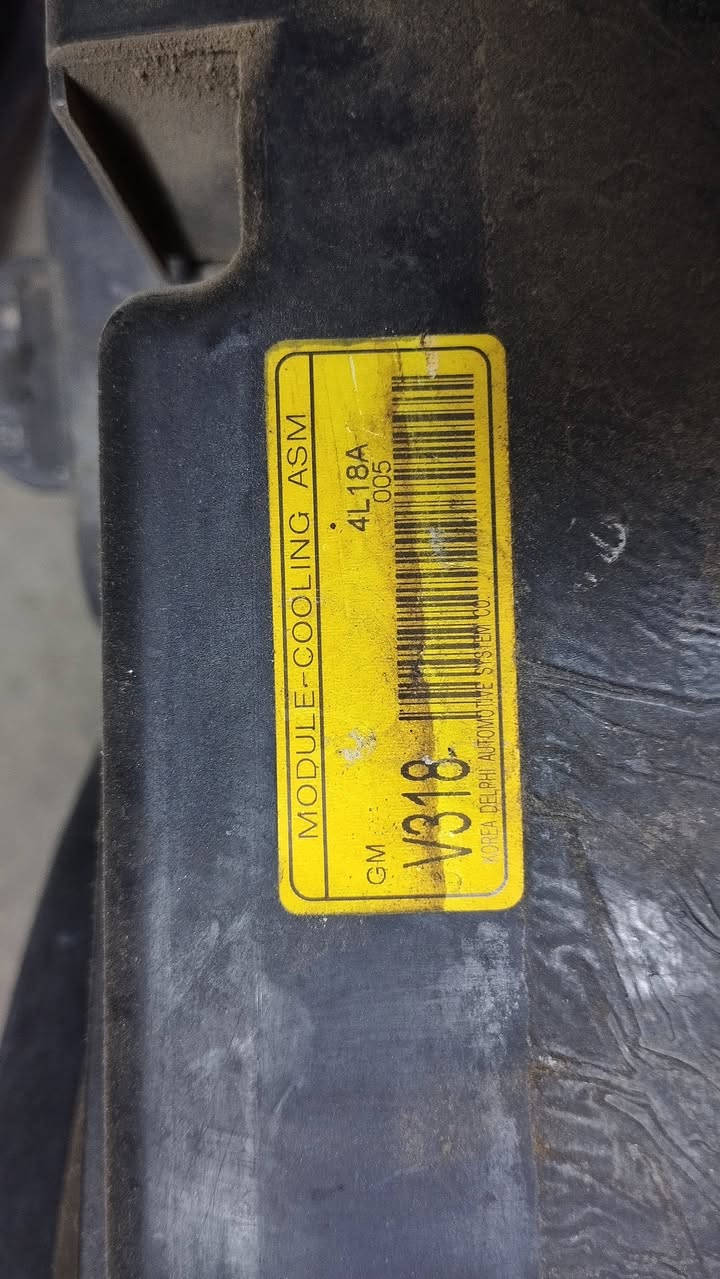 MODULE-COOLING ASM
4L18A
005
GM
V318
KOREA DELPHI AUTOMOTIVE SYSTEM CO.